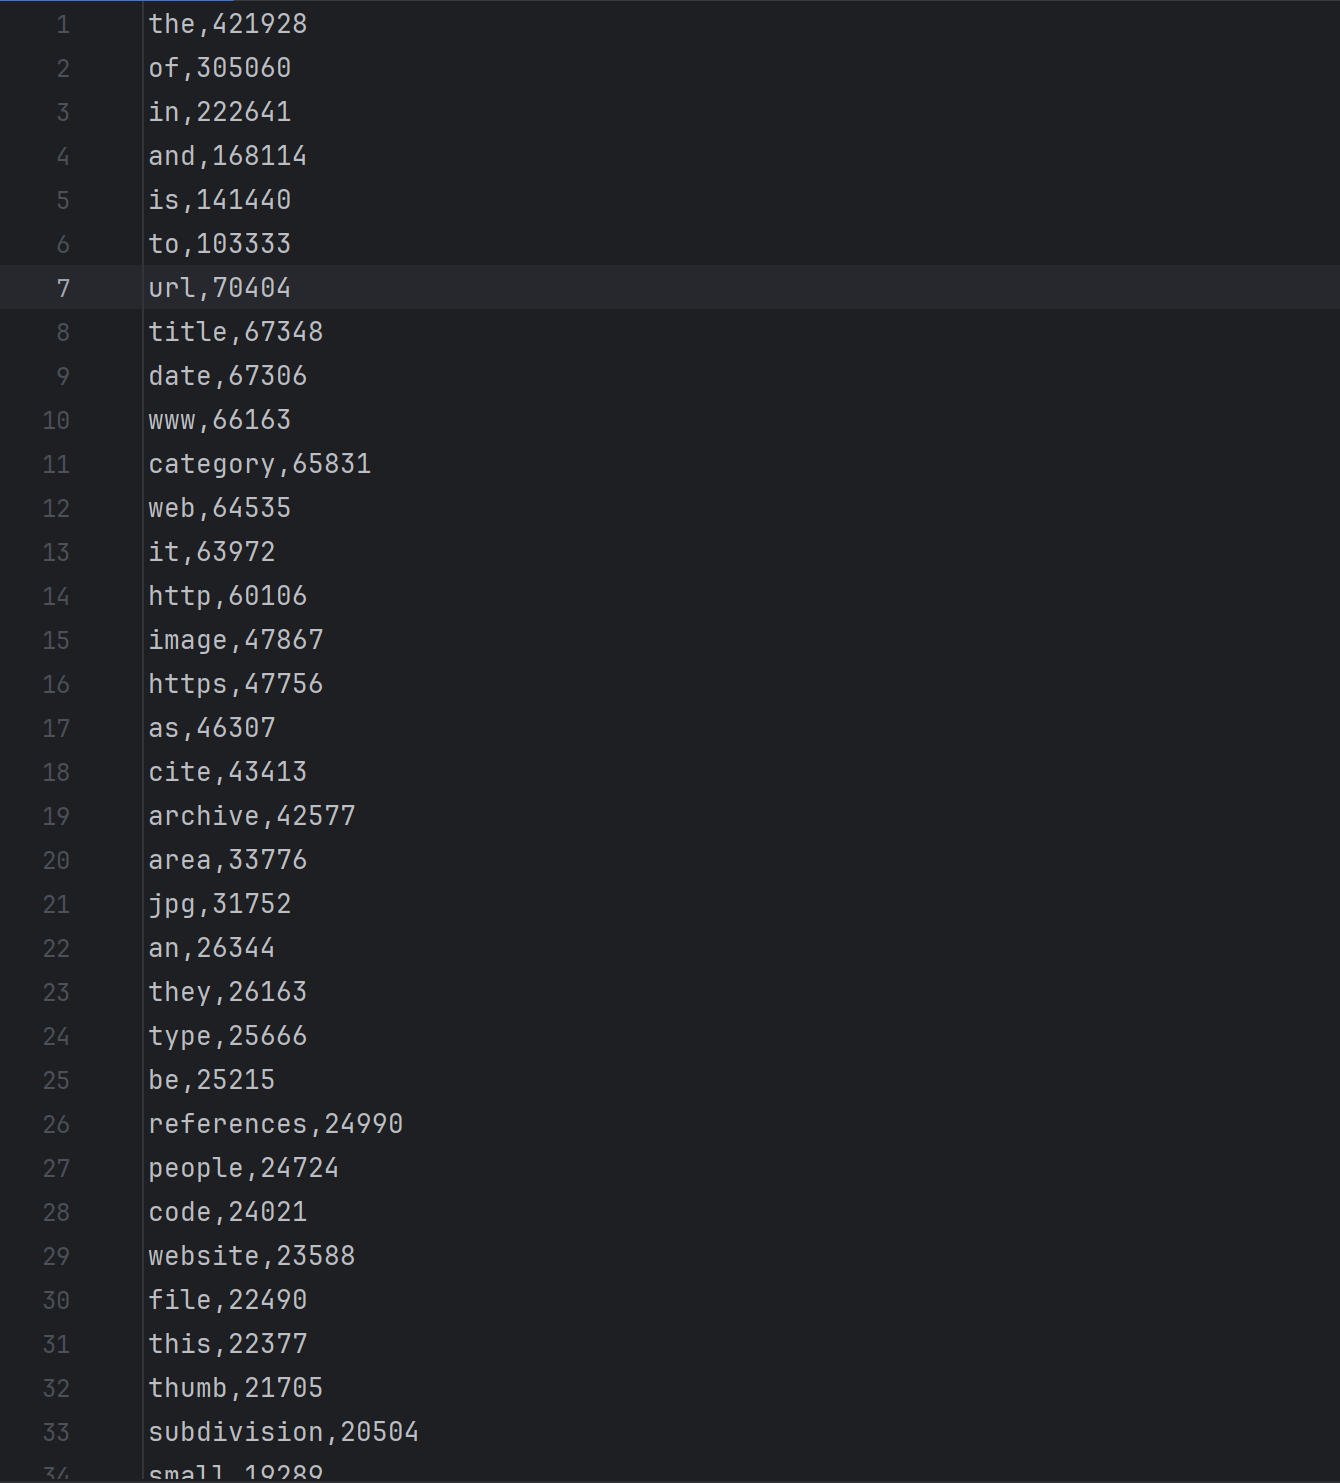 1 the,421928
2 of,305060
3 in,222641
4 and,168114
5 is,141440
6 to,103333
7 url,70404
8 title,67348
9 date,67306
10 www,66163
11 category,65831
12 web,64535
13 it,63972
14 http,60106
15 image,47867
16 https,47756
17 as,46307
18 cite,43413
19 archive,42577
20 area,33776
21 jpg,31752
22 an,26344
23 they,26163
24 type,25666
25 be,25215
26 references,24990
27 people,24724
28 code,24021
29 website,23588
30 file,22490
31 this,22377
32 thumb,21705
33 subdivision,20504
34 small,19289